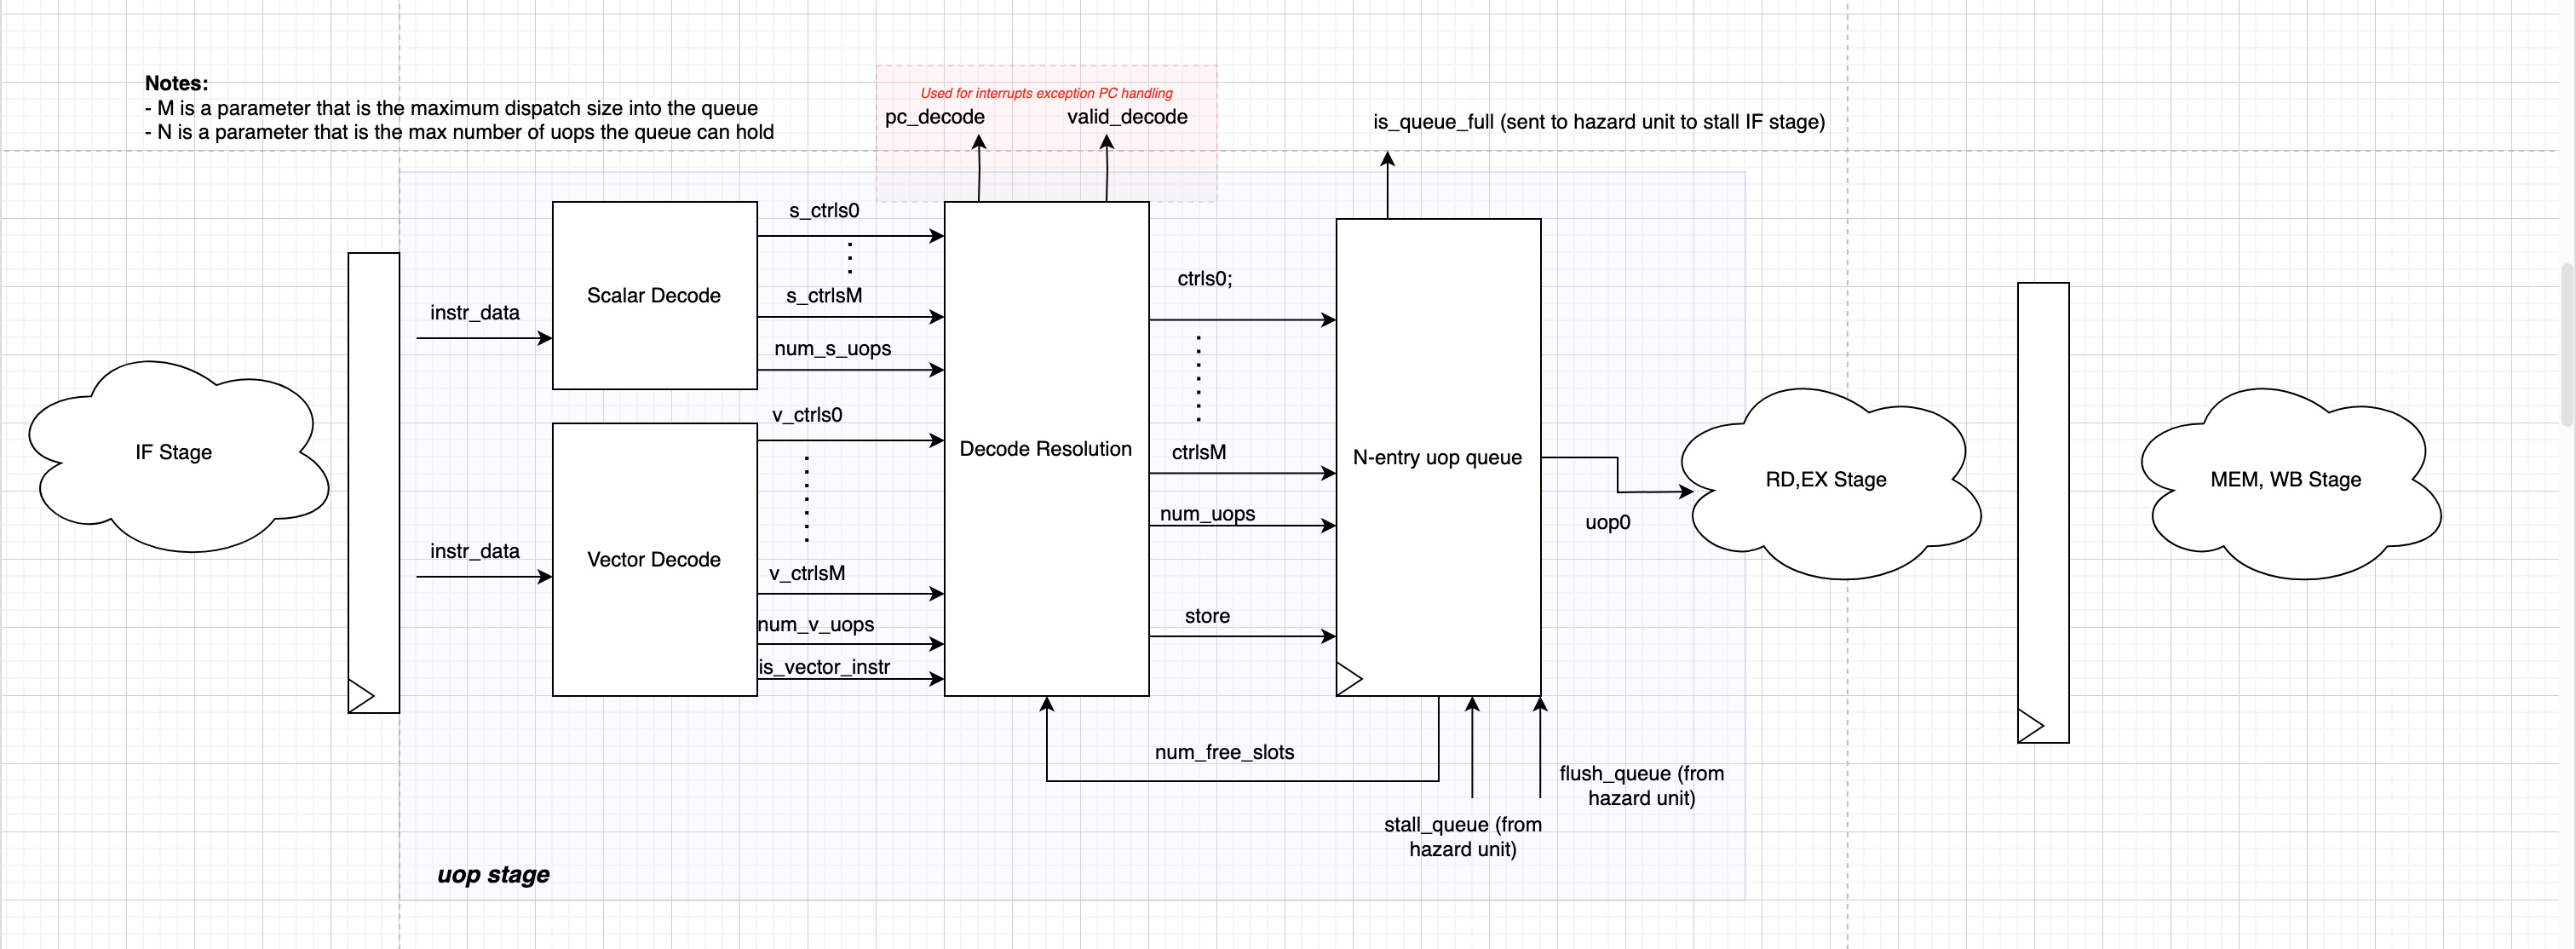 Notes:
- M is a parameter that is the maximum dispatch size into the queue
- N is a parameter that is the max number of uops the queue can hold
Used for interrupts exception PC handling
pc_decode
valid_decode
is_queue_full (sent to hazard unit to stall IF stage)
IF Stage
instr_data
instr_data
Scalar Decode
Vector Decode
s_ctrls0
s_ctrlsM
num_s_uops
v_ctrls0
v_ctrlsM
num_v_uops
is_vector_instr
Decode Resolution
ctrls0;
ctrlsM
num_uops
store
num_free_slots
N-entry uop queue
stall_queue (from
hazard unit)
flush_queue (from
hazard unit)
uop0
RD,EX Stage
MEM, WB Stage
uop stage